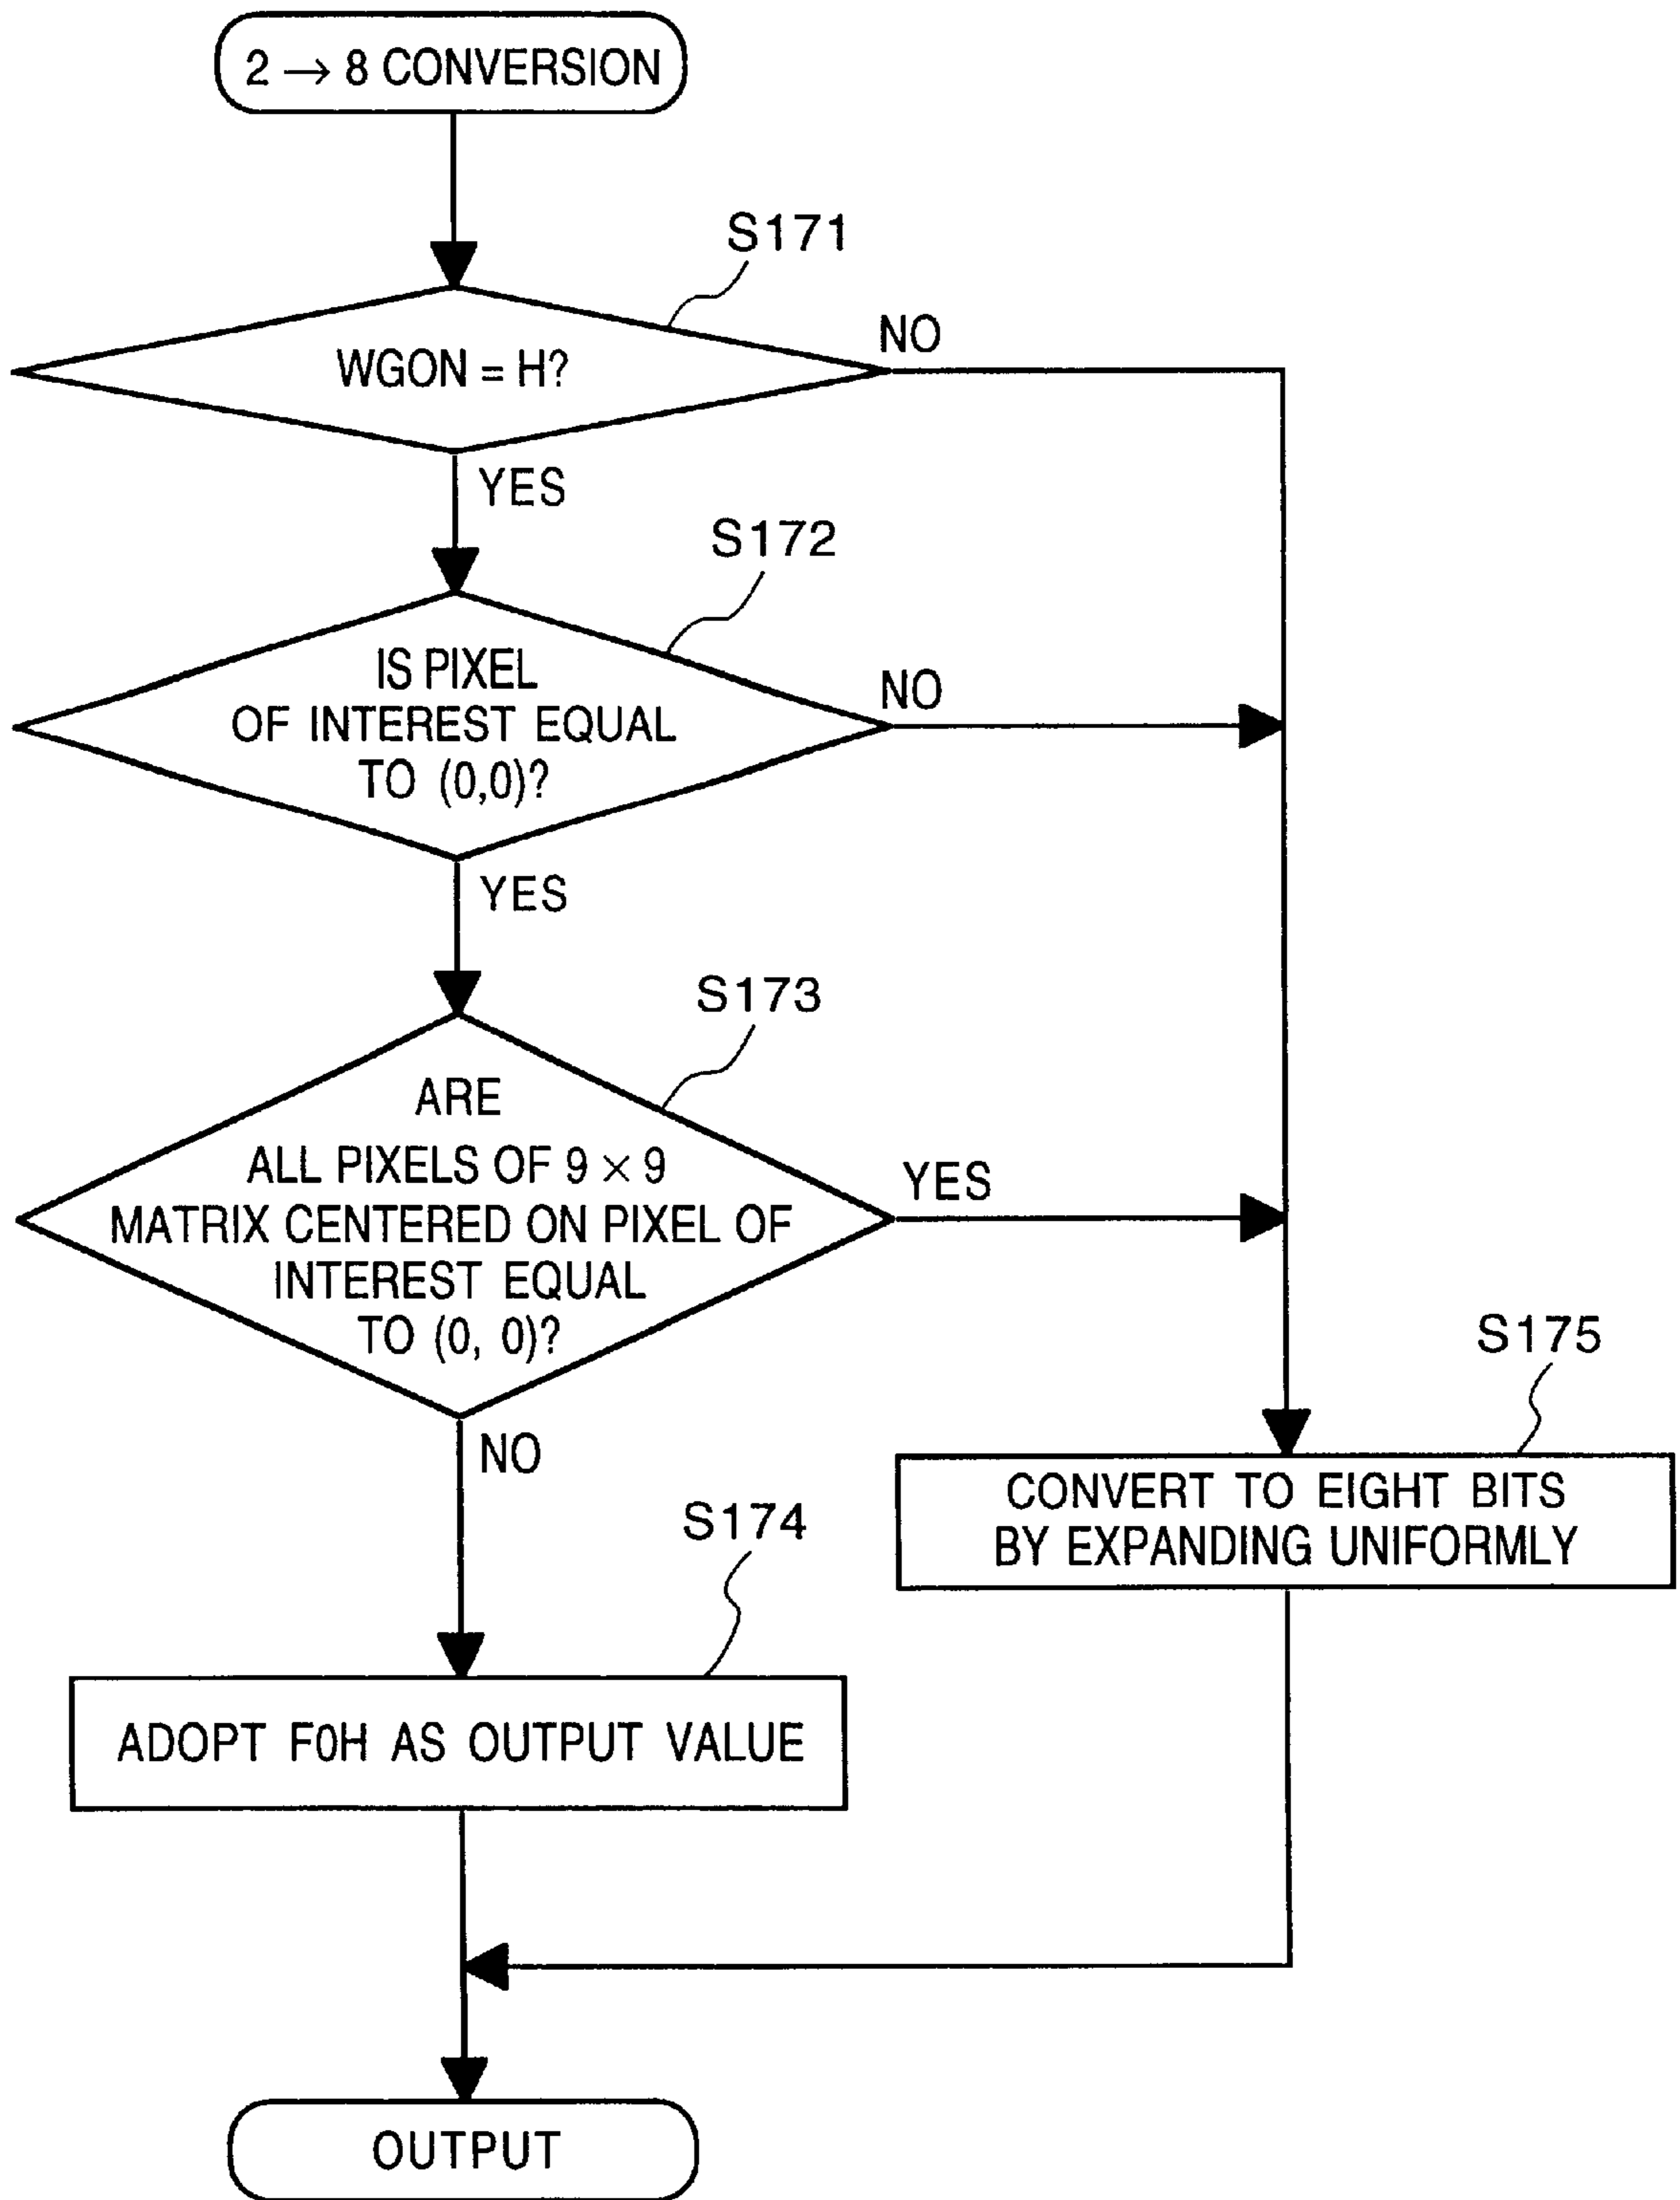 2 → 8 CONVERSION
S171
WGON = H?
NO
YES
S172
IS PIXEL
OF INTEREST EQUAL
TO (0,0)?
NO
YES
S173
ARE
ALL PIXELS OF 9 × 9
MATRIX CENTERED ON PIXEL OF
INTEREST EQUAL
TO (0, 0)?
YES
NO
S175
CONVERT TO EIGHT BITS
BY EXPANDING UNIFORMLY
S174
ADOPT F0H AS OUTPUT VALUE
OUTPUT